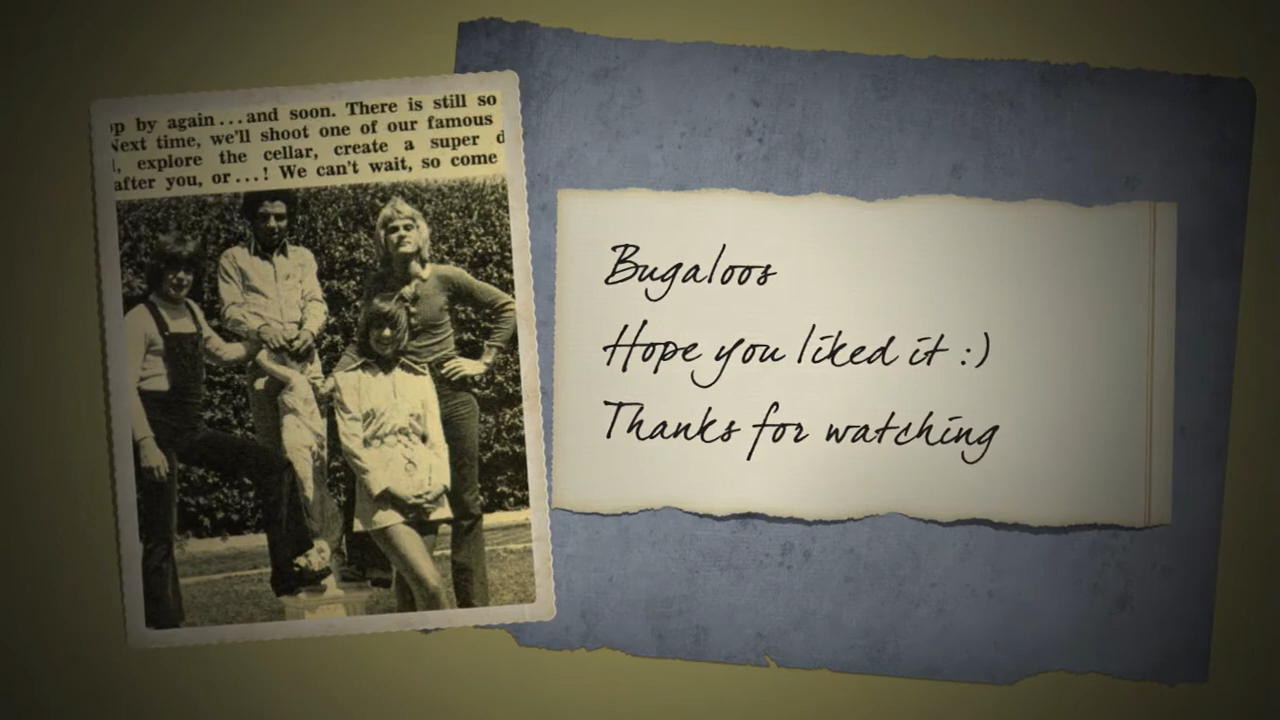 p by again...and soon. There is still so
Next time, we'll shoot one of our famous
, explore the cellar, create a super
after you, or...! We can't wait, so come
Bugaloos
Hope you liked it :)
Thanks for watching